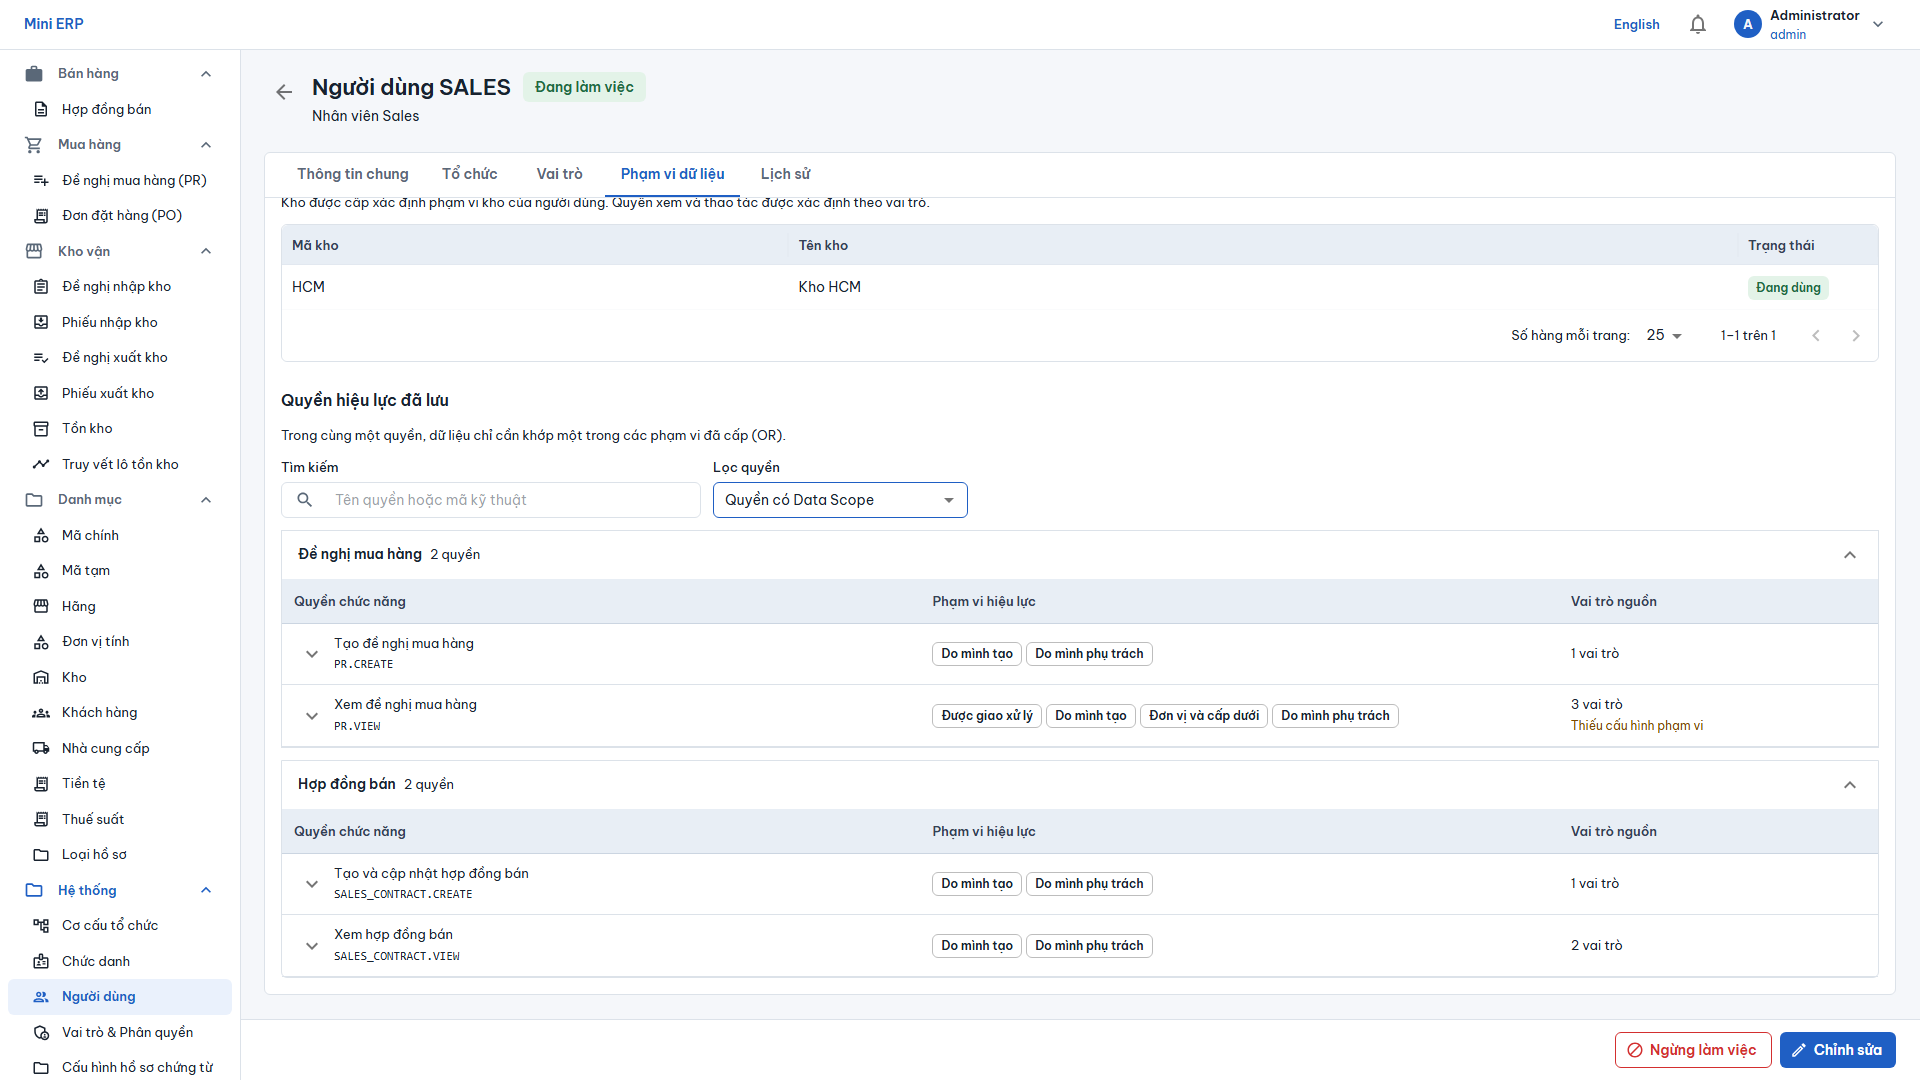 Mini ERP
English
A
Administrator
admin
Bán hàng
Hợp đồng bán
Mua hàng
Đề nghị mua hàng (PR)
Đơn đặt hàng (PO)
Kho vận
Đề nghị nhập kho
Phiếu nhập kho
Đề nghị xuất kho
Phiếu xuất kho
Tồn kho
Truy vết lô tồn kho
Danh mục
Mã chính
Mã tạm
Hãng
Đơn vị tính
Kho
Khách hàng
Nhà cung cấp
Tiền tệ
Thuế suất
Loại hồ sơ
Hệ thống
Cơ cấu tổ chức
Chức danh
Người dùng
Vai trò & Phân quyền
Cấu hình hồ sơ chứng từ
Người dùng SALES
Đang làm việc
Nhân viên Sales
Thông tin chung
Tổ chức
Vai trò
Phạm vi dữ liệu
Lịch sử
Kho được cấp xác định phạm vi kho của người dùng. Quyền xem và thao tác được xác định theo vai trò.
Mã kho
Tên kho
Trạng thái
HCM
Kho HCM
Đang dùng
Số hàng mỗi trang:
25
1–1 trên 1
Quyền hiệu lực đã lưu
Trong cùng một quyền, dữ liệu chỉ cần khớp một trong các phạm vi đã cấp (OR).
Tìm kiếm
Lọc quyền
Tên quyền hoặc mã kỹ thuật
Quyền có Data Scope
Đề nghị mua hàng 2 quyền
Quyền chức năng
Phạm vi hiệu lực
Vai trò nguồn
Tạo đề nghị mua hàng
PR.CREATE
Do mình tạo
Do mình phụ trách
1 vai trò
Xem đề nghị mua hàng
PR.VIEW
Được giao xử lý
Do mình tạo
Đơn vị và cấp dưới
Do mình phụ trách
3 vai trò
Thiếu cấu hình phạm vi
Hợp đồng bán 2 quyền
Quyền chức năng
Phạm vi hiệu lực
Vai trò nguồn
Tạo và cập nhật hợp đồng bán
SALES_CONTRACT.CREATE
Do mình tạo
Do mình phụ trách
1 vai trò
Xem hợp đồng bán
SALES_CONTRACT.VIEW
Do mình tạo
Do mình phụ trách
2 vai trò
Ngừng làm việc
Chỉnh sửa